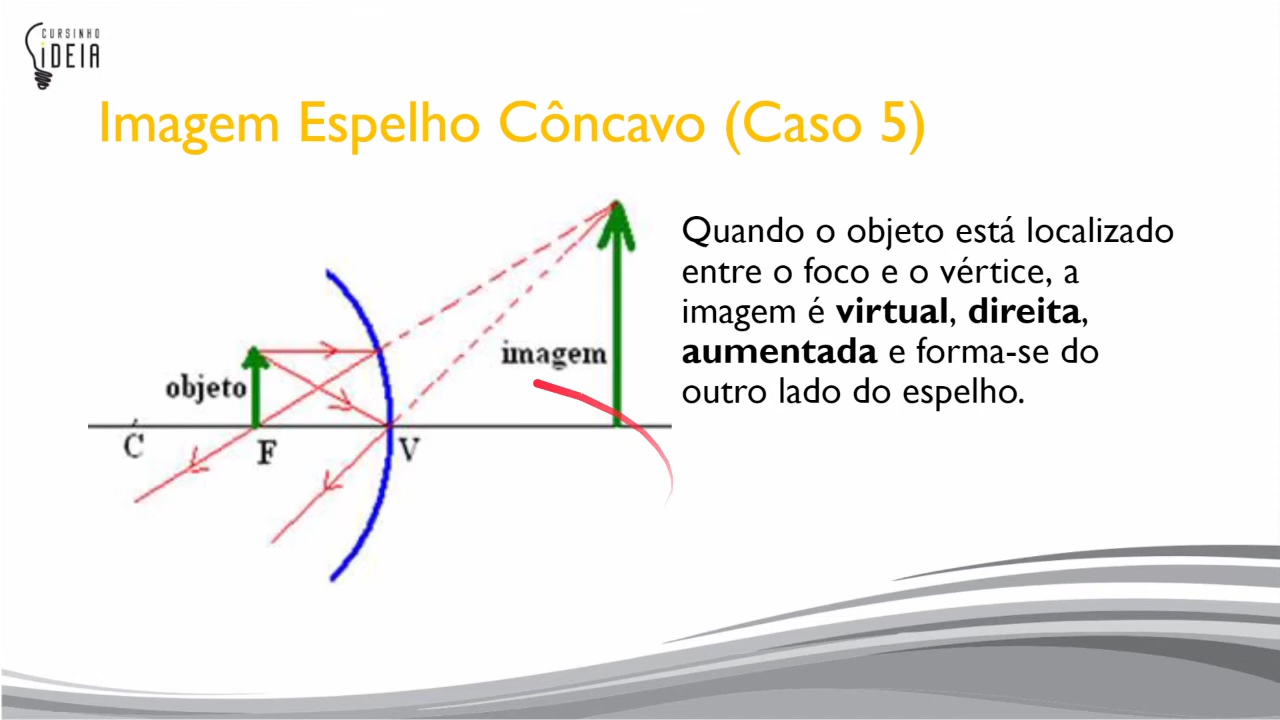 CURSINHO
iDEIA
Imagem Espelho Côncavo (Caso 5)
Quando o objeto está localizado
entre o foco e o vértice, a
imagem é virtual, direita,
aumentada e forma-se do
outro lado do espelho.
imagem
objeto
C
F
V